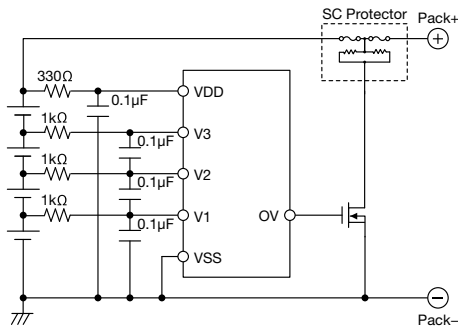 SC Protector
Pack+
330Ω
0.1µF
VDD
1kΩ
0.1µF
V3
1kΩ
0.1µF
V2
1kΩ
0.1µF
V1
OV
VSS
Pack–